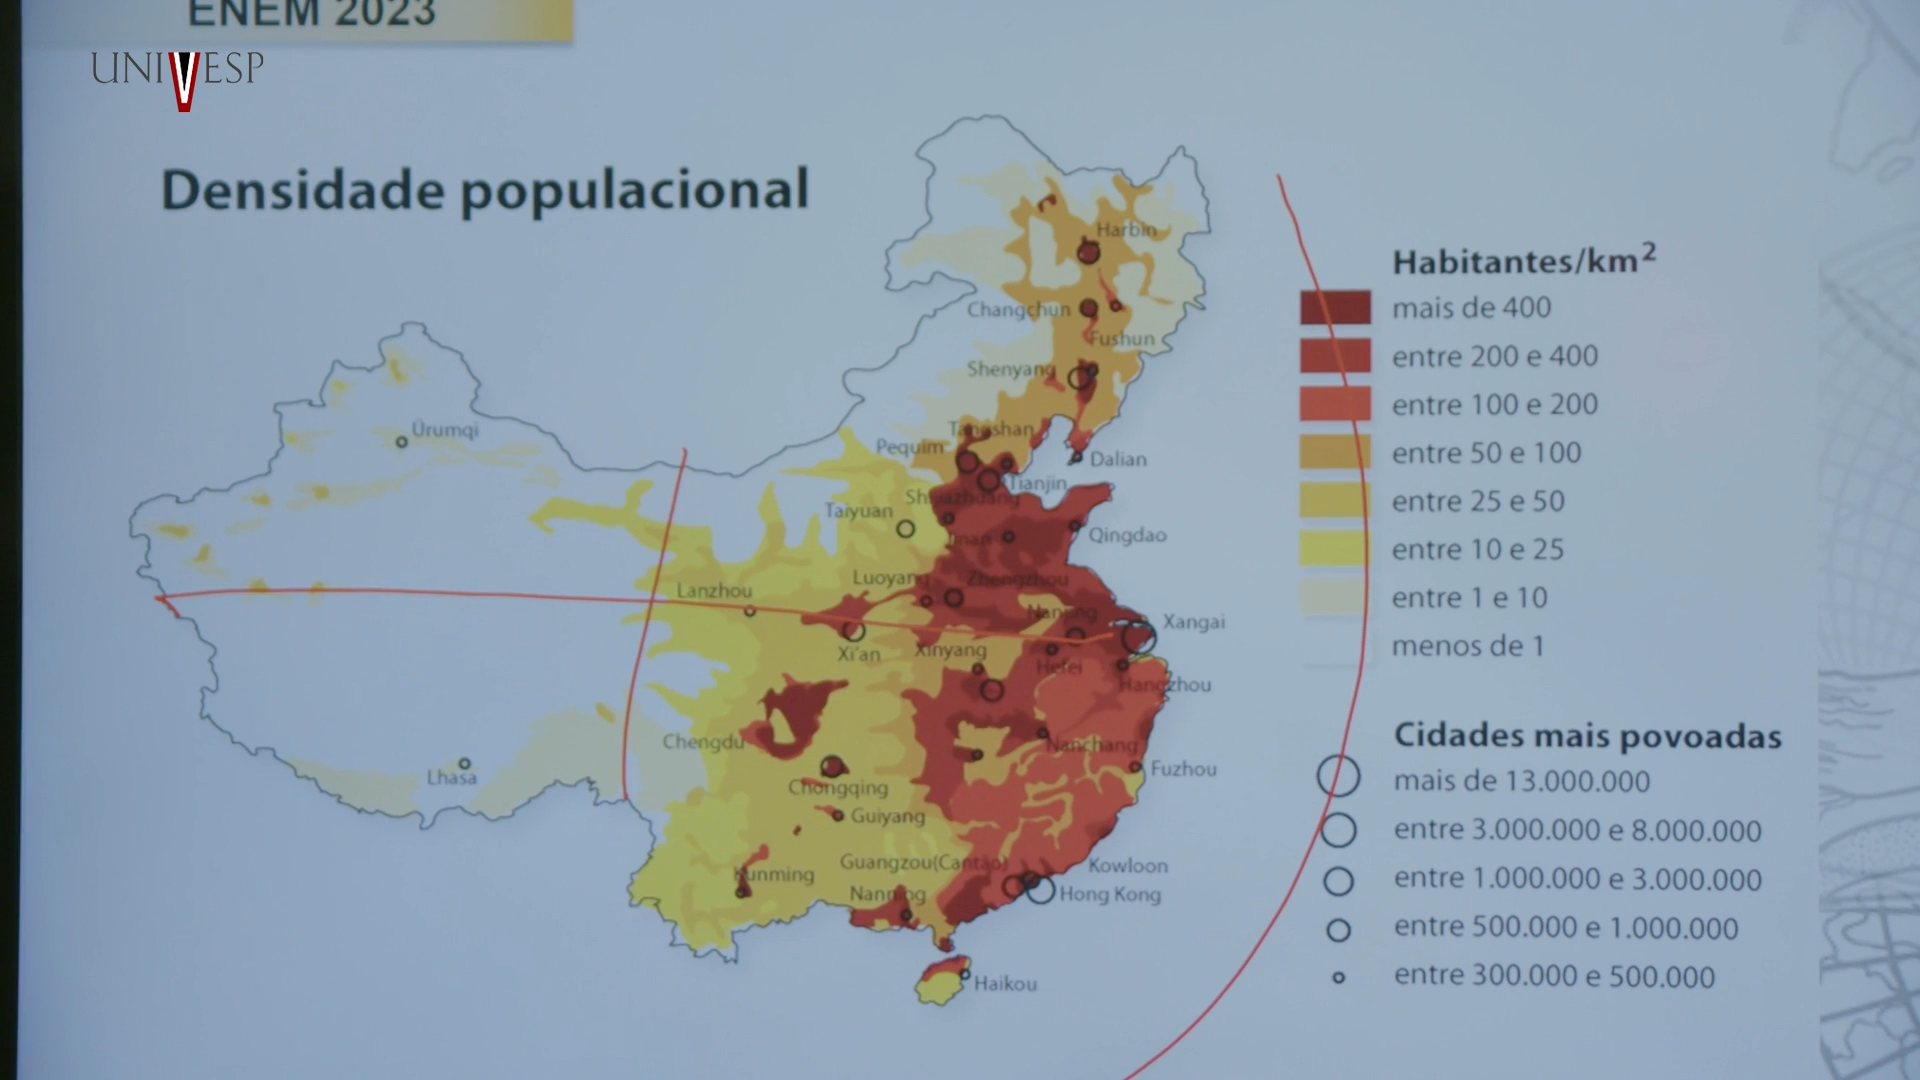 ENEM 2023
UNIVESP
Densidade populacional
Harbin
Changchun
Fushun
Shenyang
Ürumqi
Tangshan
Pequim
Dalian
Tianjin
Taiyuan
Qingdao
Jinan
Luoyang
Zhengzhou
Lanzhou
Nanjing
Xangai
Xi'an
Xinyang
Hefei
Hangzhou
Chengdu
Nanchang
Lhasa
Fuzhou
Chongqing
Guiyang
Guangzou(Cantão)
Kowloon
Kunming
Nanning
Hong Kong
Haikou
Habitantes/km²
mais de 400
entre 200 e 400
entre 100 e 200
entre 50 e 100
entre 25 e 50
entre 10 e 25
entre 1 e 10
menos de 1
Cidades mais povoadas
mais de 13.000.000
entre 3.000.000 e 8.000.000
entre 1.000.000 e 3.000.000
entre 500.000 e 1.000.000
entre 300.000 e 500.000